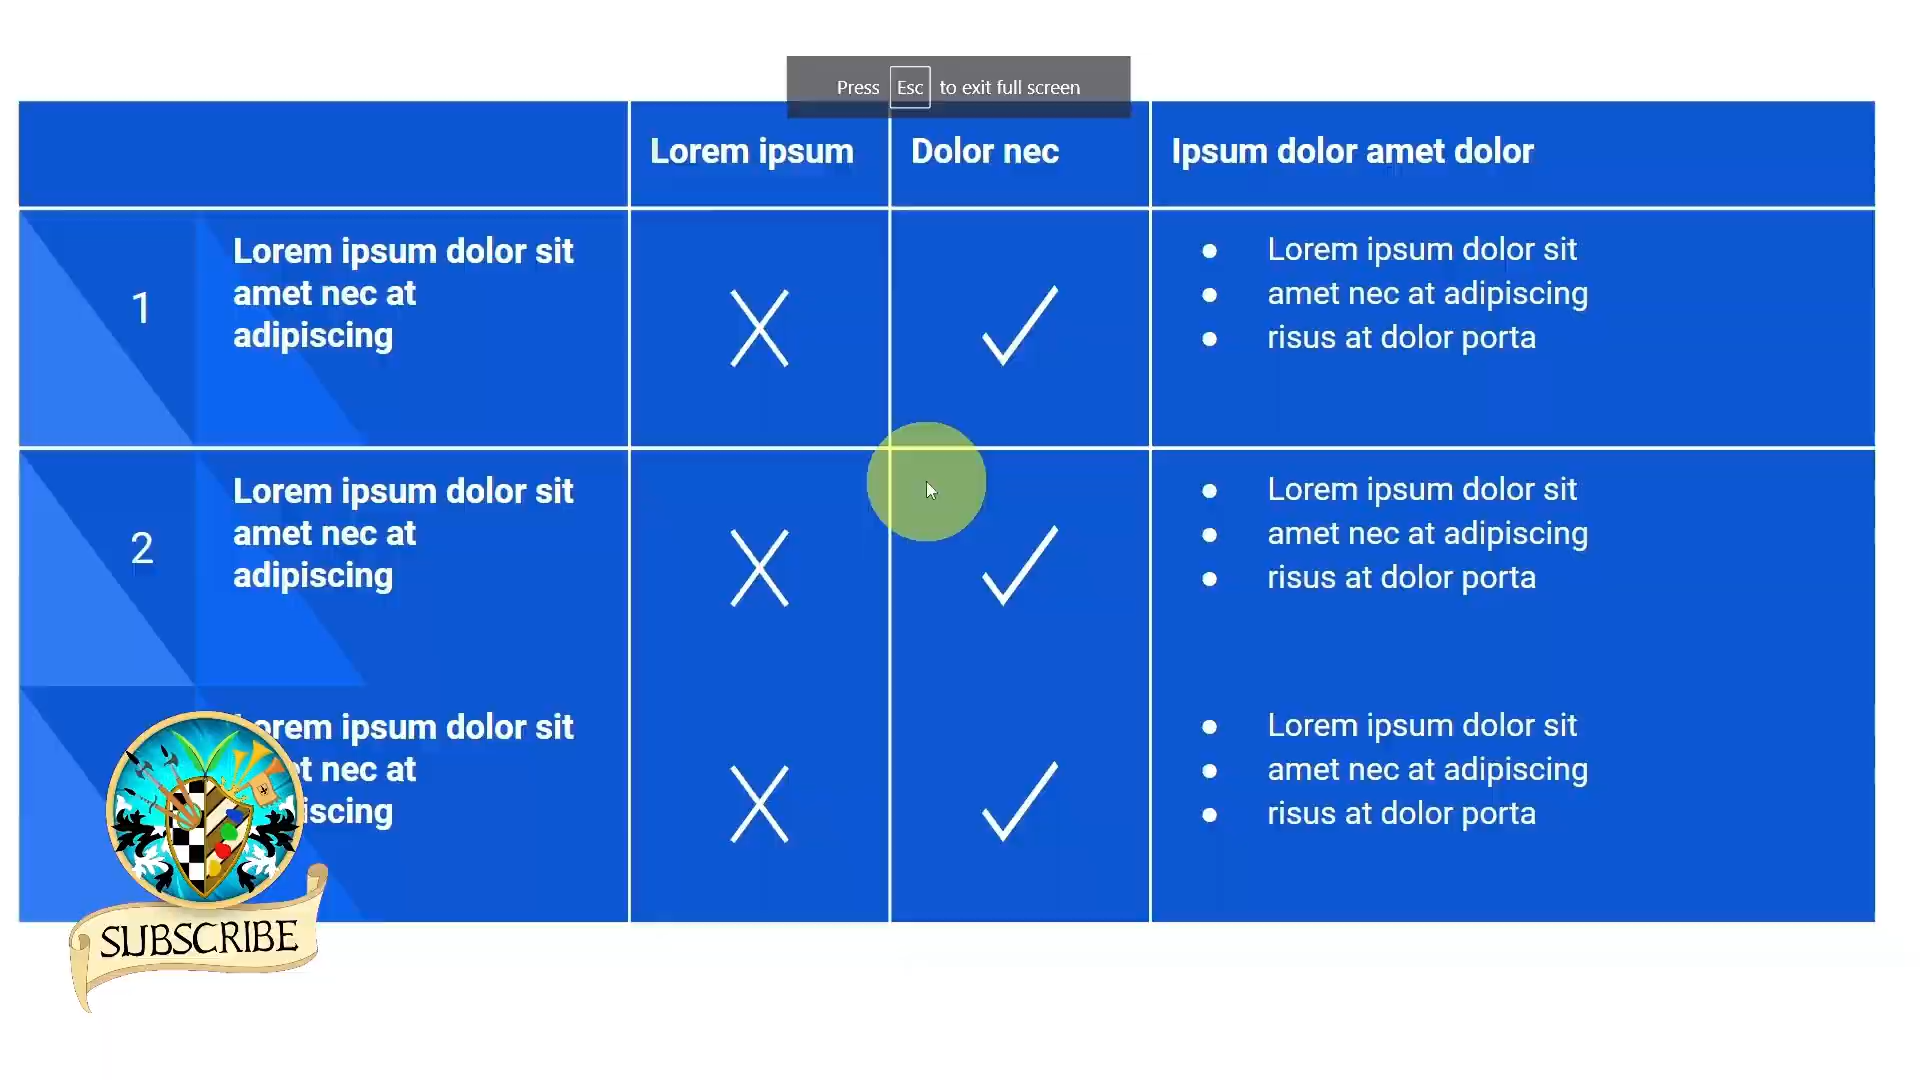 Press Esc to exit full screen
Lorem ipsum Dolor nec Ipsum dolor amet dolor
1
Lorem ipsum dolor sit
amet nec at
adipiscing
X ✓
● Lorem ipsum dolor sit
● amet nec at adipiscing
● risus at dolor porta
2
Lorem ipsum dolor sit
amet nec at
adipiscing
X ✓
● Lorem ipsum dolor sit
● amet nec at adipiscing
● risus at dolor porta
orem ipsum dolor sit
et nec at
iscing
X ✓
● Lorem ipsum dolor sit
● amet nec at adipiscing
● risus at dolor porta
SUBSCRIBE